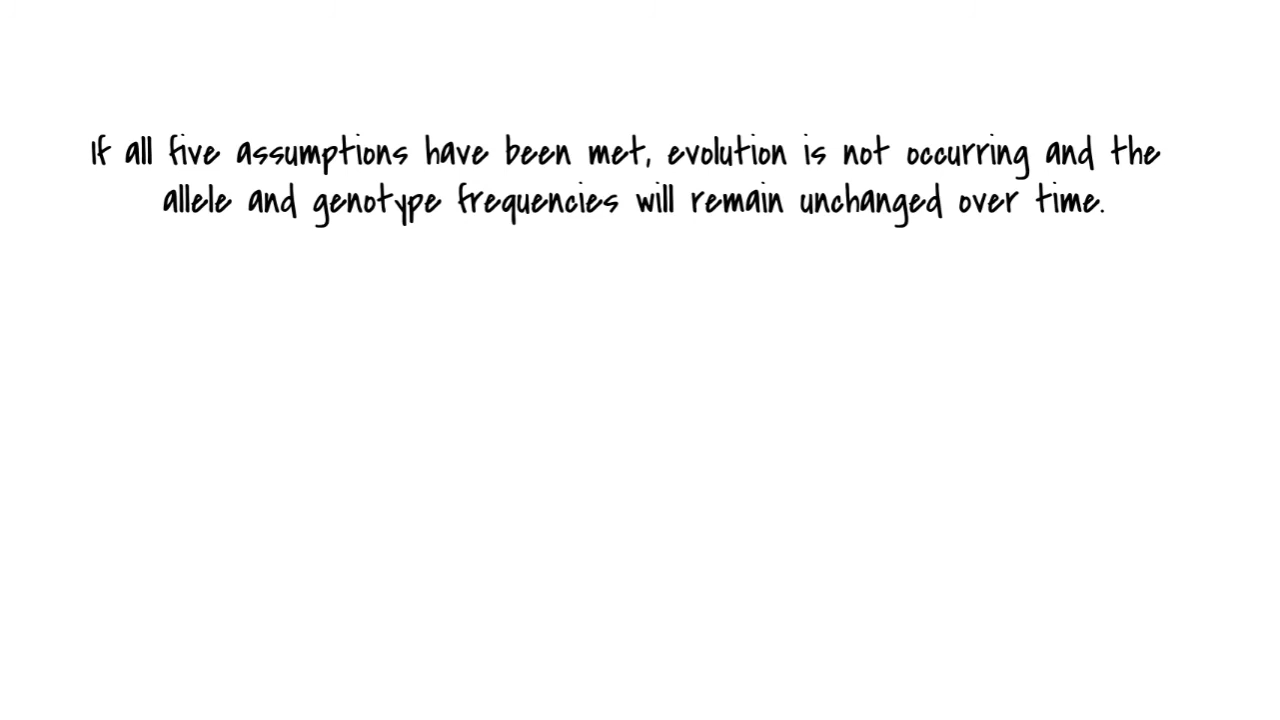 If all five assumptions have been met, evolution is not occurring and the
allele and genotype frequencies will remain unchanged over time.